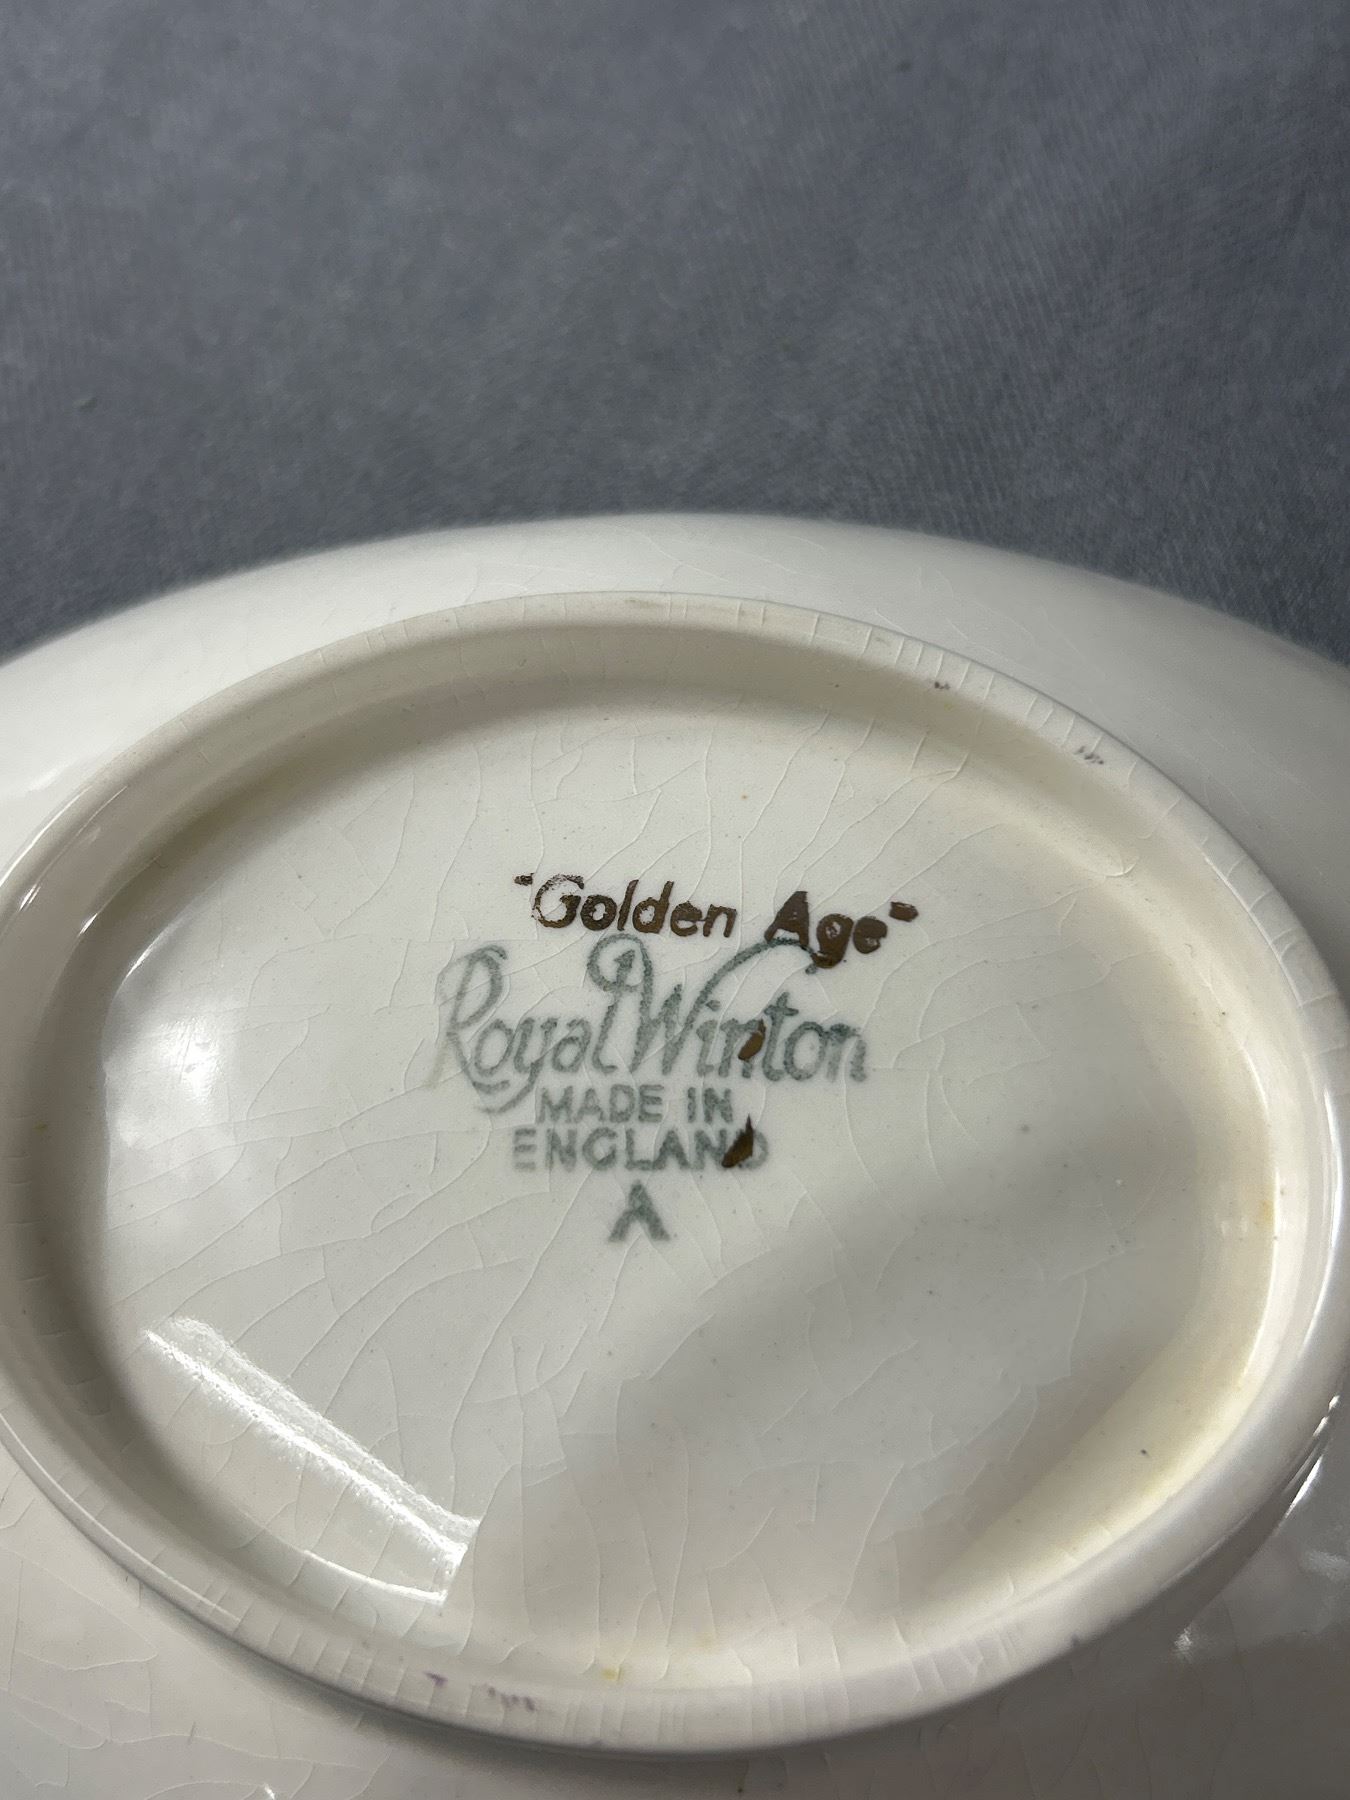 "Golden Age"
Royal Winton
MADE IN
ENGLAND
A